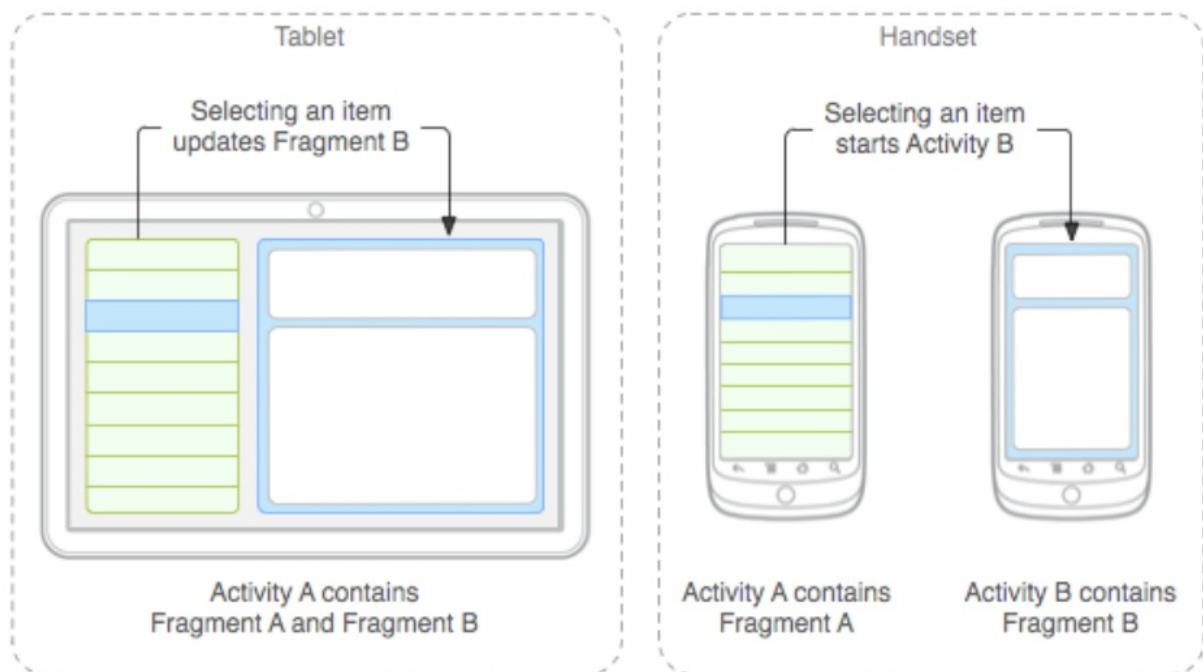 Tablet
Selecting an item
updates Fragment B
Activity A contains
Fragment A and Fragment B
Handset
Selecting an item
starts Activity B
Activity A contains
Fragment A
Activity B contains
Fragment B